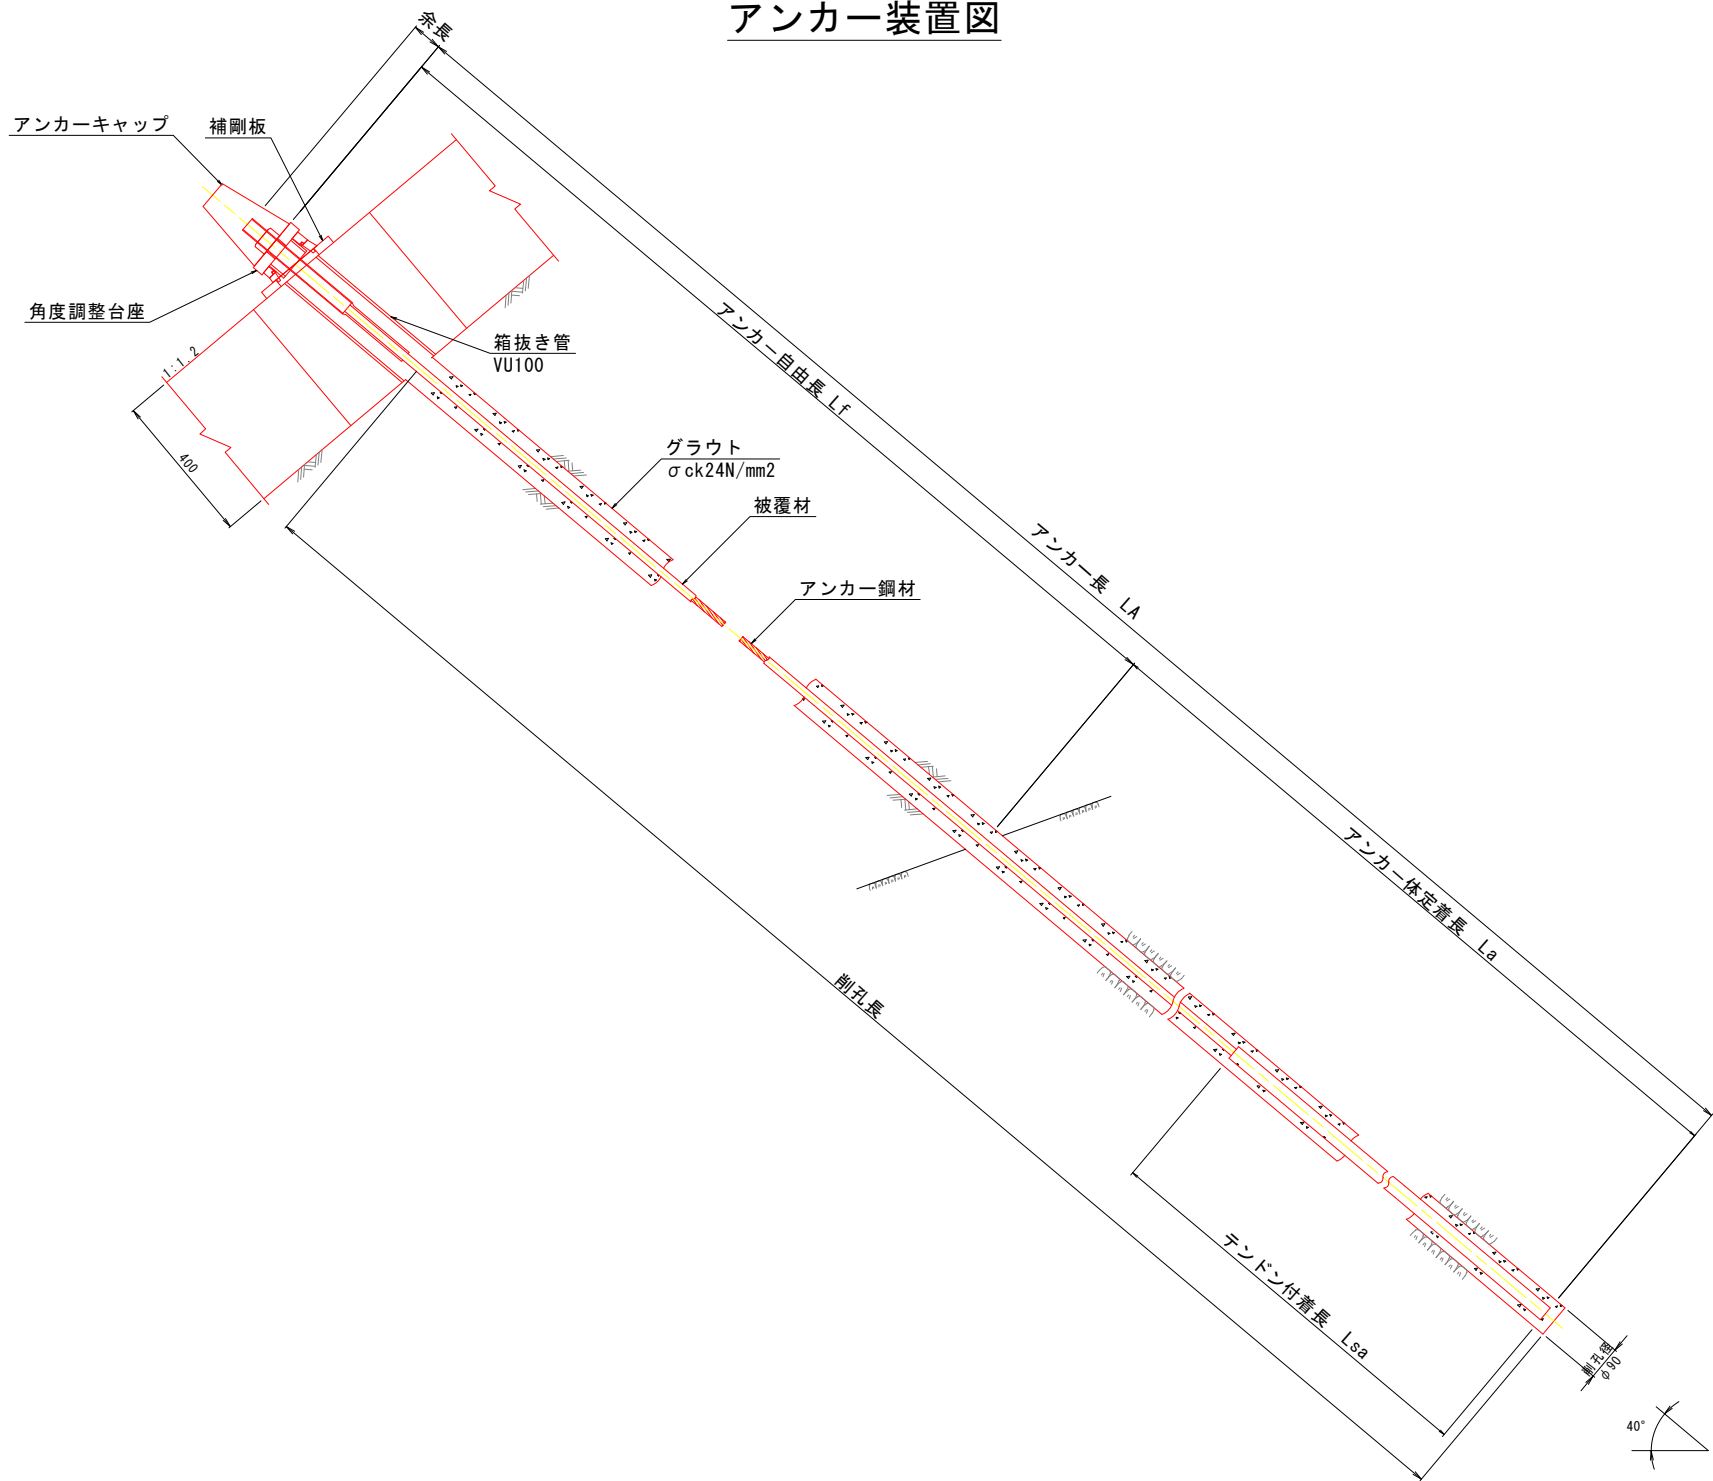 アンカー装置図
余長
アンカーキャップ
補剛板
角度調整台座
箱抜き管
VU100
1:1.2
400
グラウト
σck24N/mm2
被覆材
アンカー鋼材
アンカー自由長 Lf
アンカー長 LA
アンカー体定着長 La
削孔長
テンドン付着長 Lsa
削孔径
φ90
40°